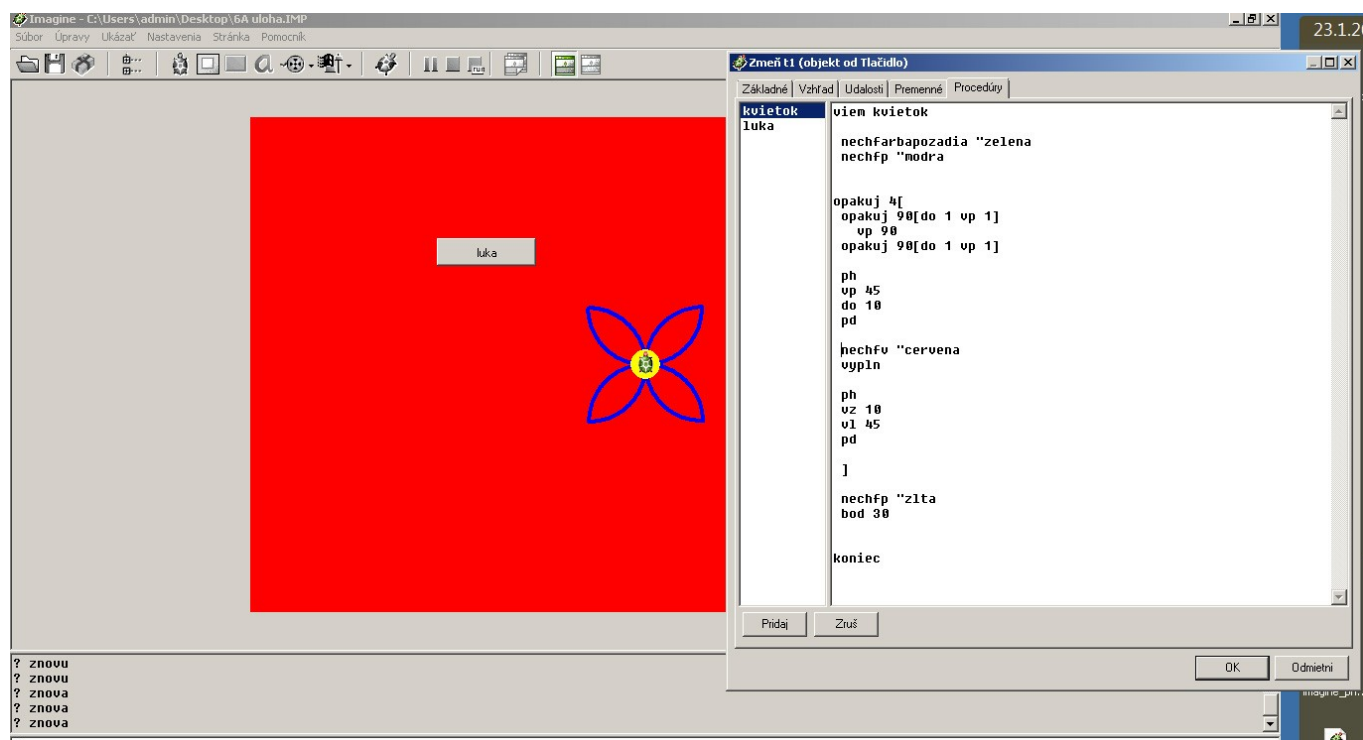 Imagine - C:\Users\admin\Desktop\6A uloha.IMP
Súbor Úpravy Ukázať Nastavenia Stránka Pomocník
23.1.2
luka
? znovu
? znovu
? znova
? znova
? znova
Zmeň t1 (objekt od Tlačidlo)
Základné Vzhľad Udalosti Premenné Procedúry
kvietok
luka
viem kvietok
nechfarbapozadia "zelena
nechfp "modra
opakuj 4[
opakuj 90[do 1 vp 1]
vp 90
opakuj 90[do 1 vp 1]
ph
vp 45
do 10
pd
nechfv "cervena
vypln
ph
vz 10
vl 45
pd
]
nechfp "zlta
bod 30
koniec
Pridaj Zruš
OK Odmietni